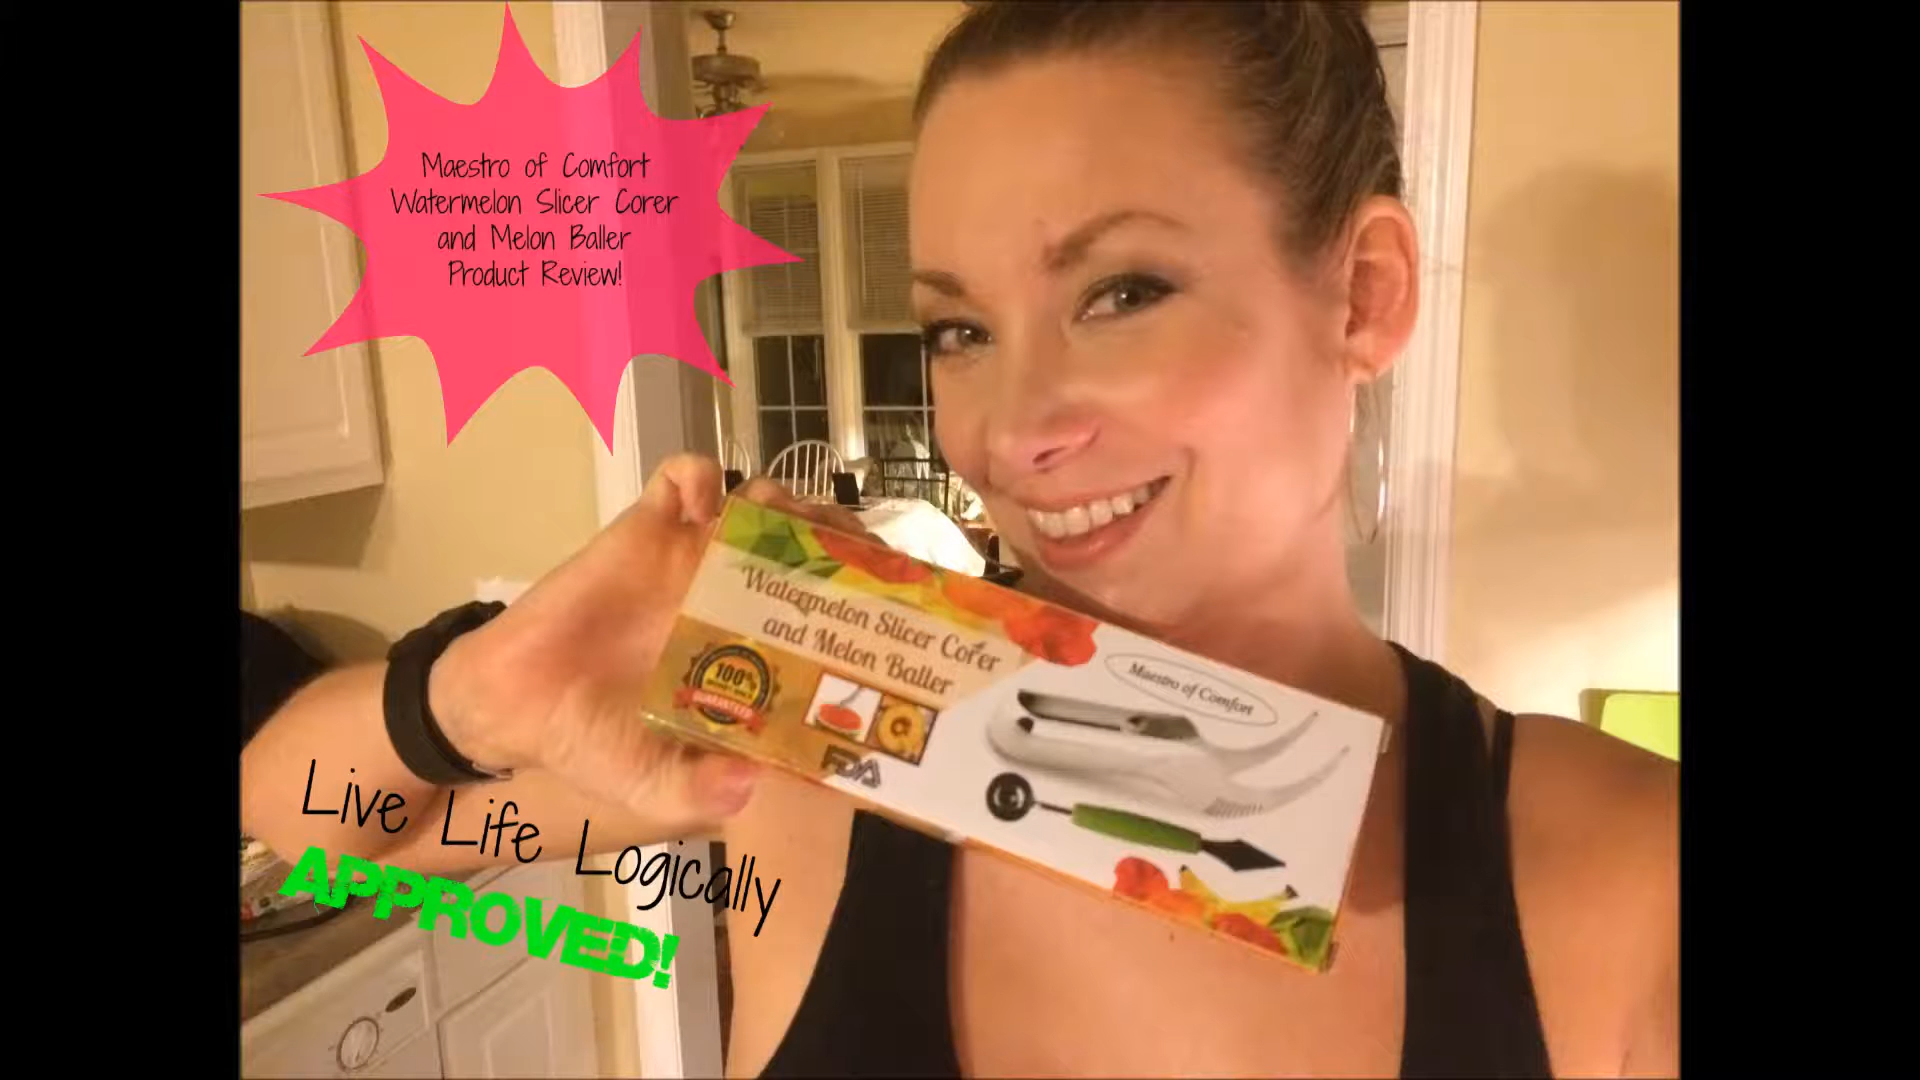 Maestro of Comfort
Watermelon Slicer Corer
and Melon Baller
Product Review!
Watermelon Slicer Corer
and Melon Baller
Maestro of Comfort
100%
GUARANTEED
FDA
Live Life Logically
APPROVED!